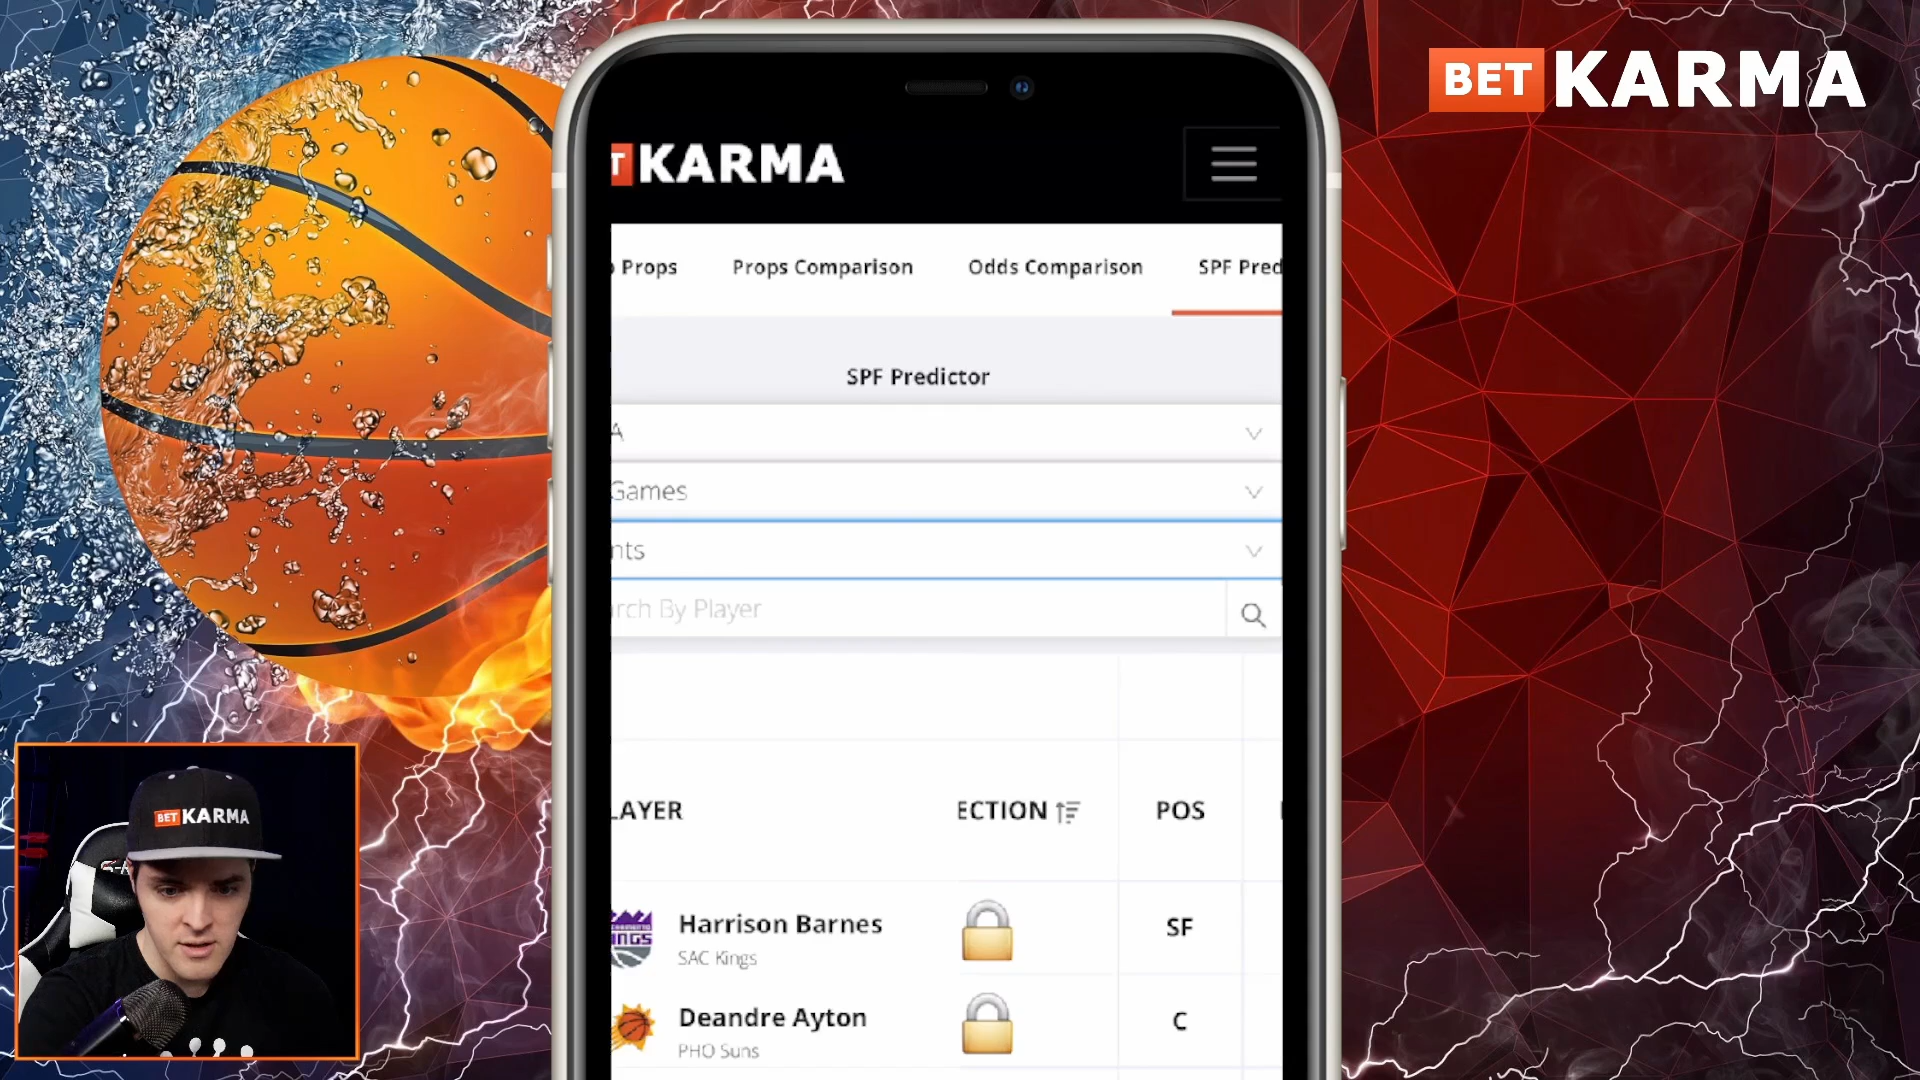 BET KARMA
T KARMA
Props
Props Comparison
Odds Comparison
SPF Pred
SPF Predictor
A
Games
nts
rch By Player
LAYER
ECTION
POS
Harrison Barnes
SF
SAC Kings
Deandre Ayton
C
PHO Suns
BET KARMA